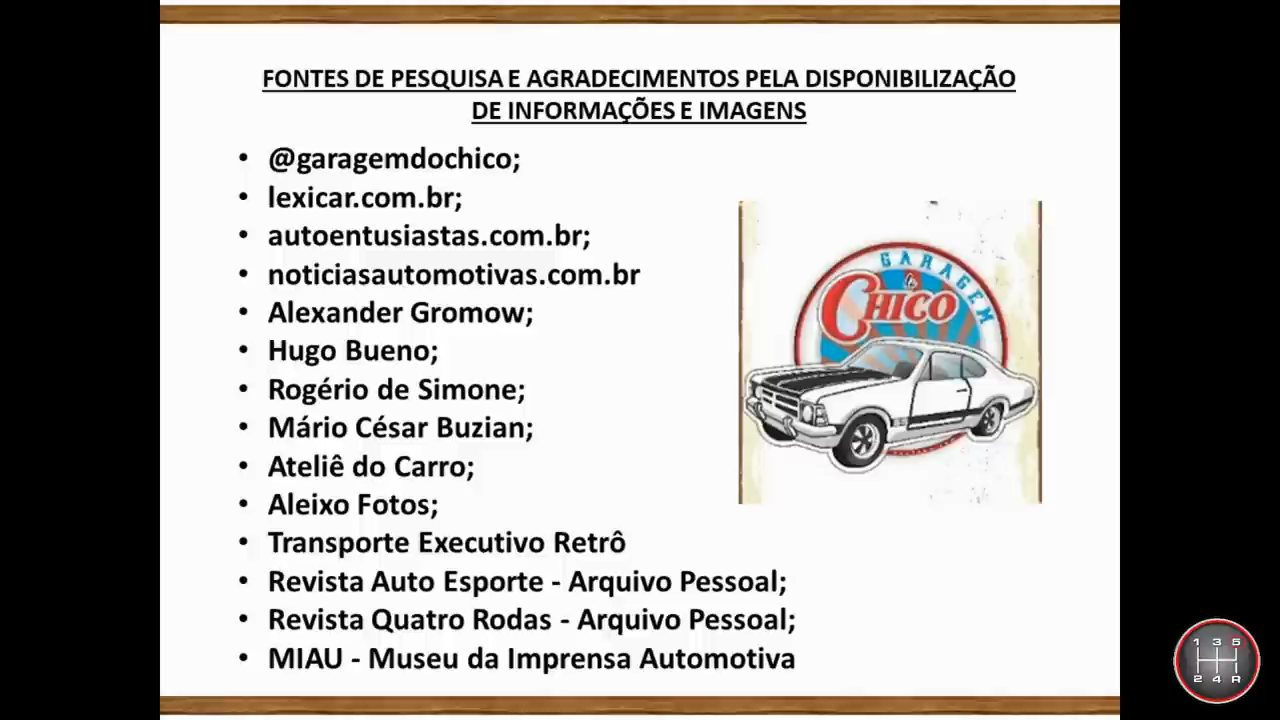 FONTES DE PESQUISA E AGRADECIMENTOS PELA DISPONIBILIZAÇÃO
DE INFORMAÇÕES E IMAGENS
• @garagemdochico;
• lexicar.com.br;
• autoentusiastas.com.br;
• noticiasautomotivas.com.br
• Alexander Gromow;
• Hugo Bueno;
• Rogério de Simone;
• Mário César Buzian;
• Ateliê do Carro;
• Aleixo Fotos;
• Transporte Executivo Retrô
• Revista Auto Esporte - Arquivo Pessoal;
• Revista Quatro Rodas - Arquivo Pessoal;
• MIAU - Museu da Imprensa Automotiva
GARAGEM
do
CHICO
1 3 5
2 4 R